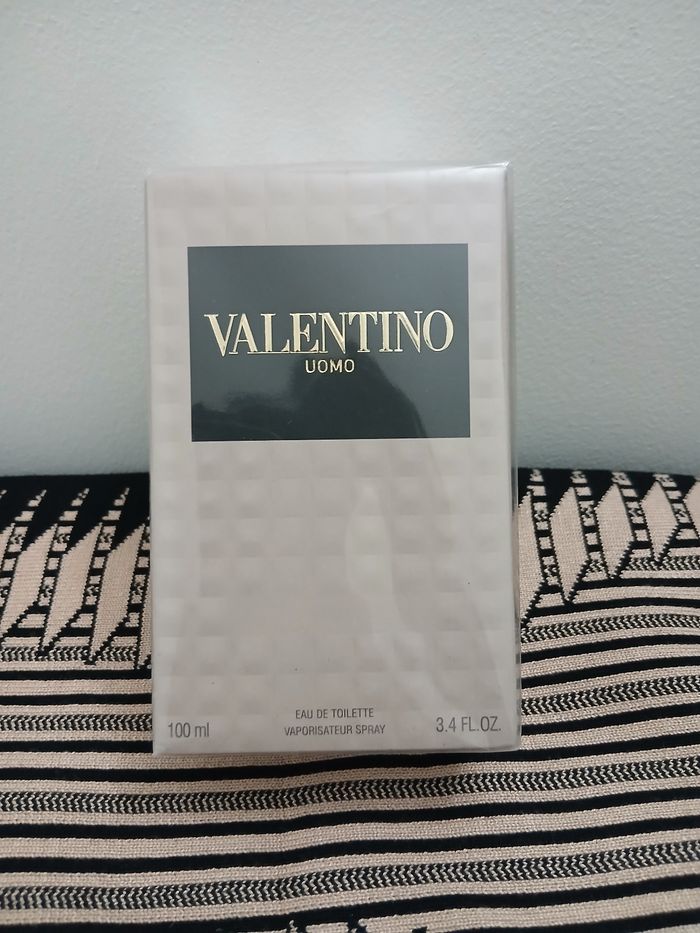 VALENTINO
UOMO
EAU DE TOILETTE
VAPORISATEUR SPRAY
100 ml
3.4 FL.OZ.